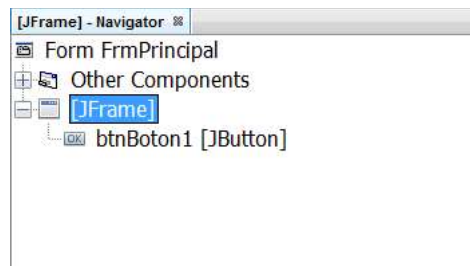 [JFrame] - Navigator
Form FrmPrincipal
Other Components
[JFrame]
OK btnBoton1 [JButton]